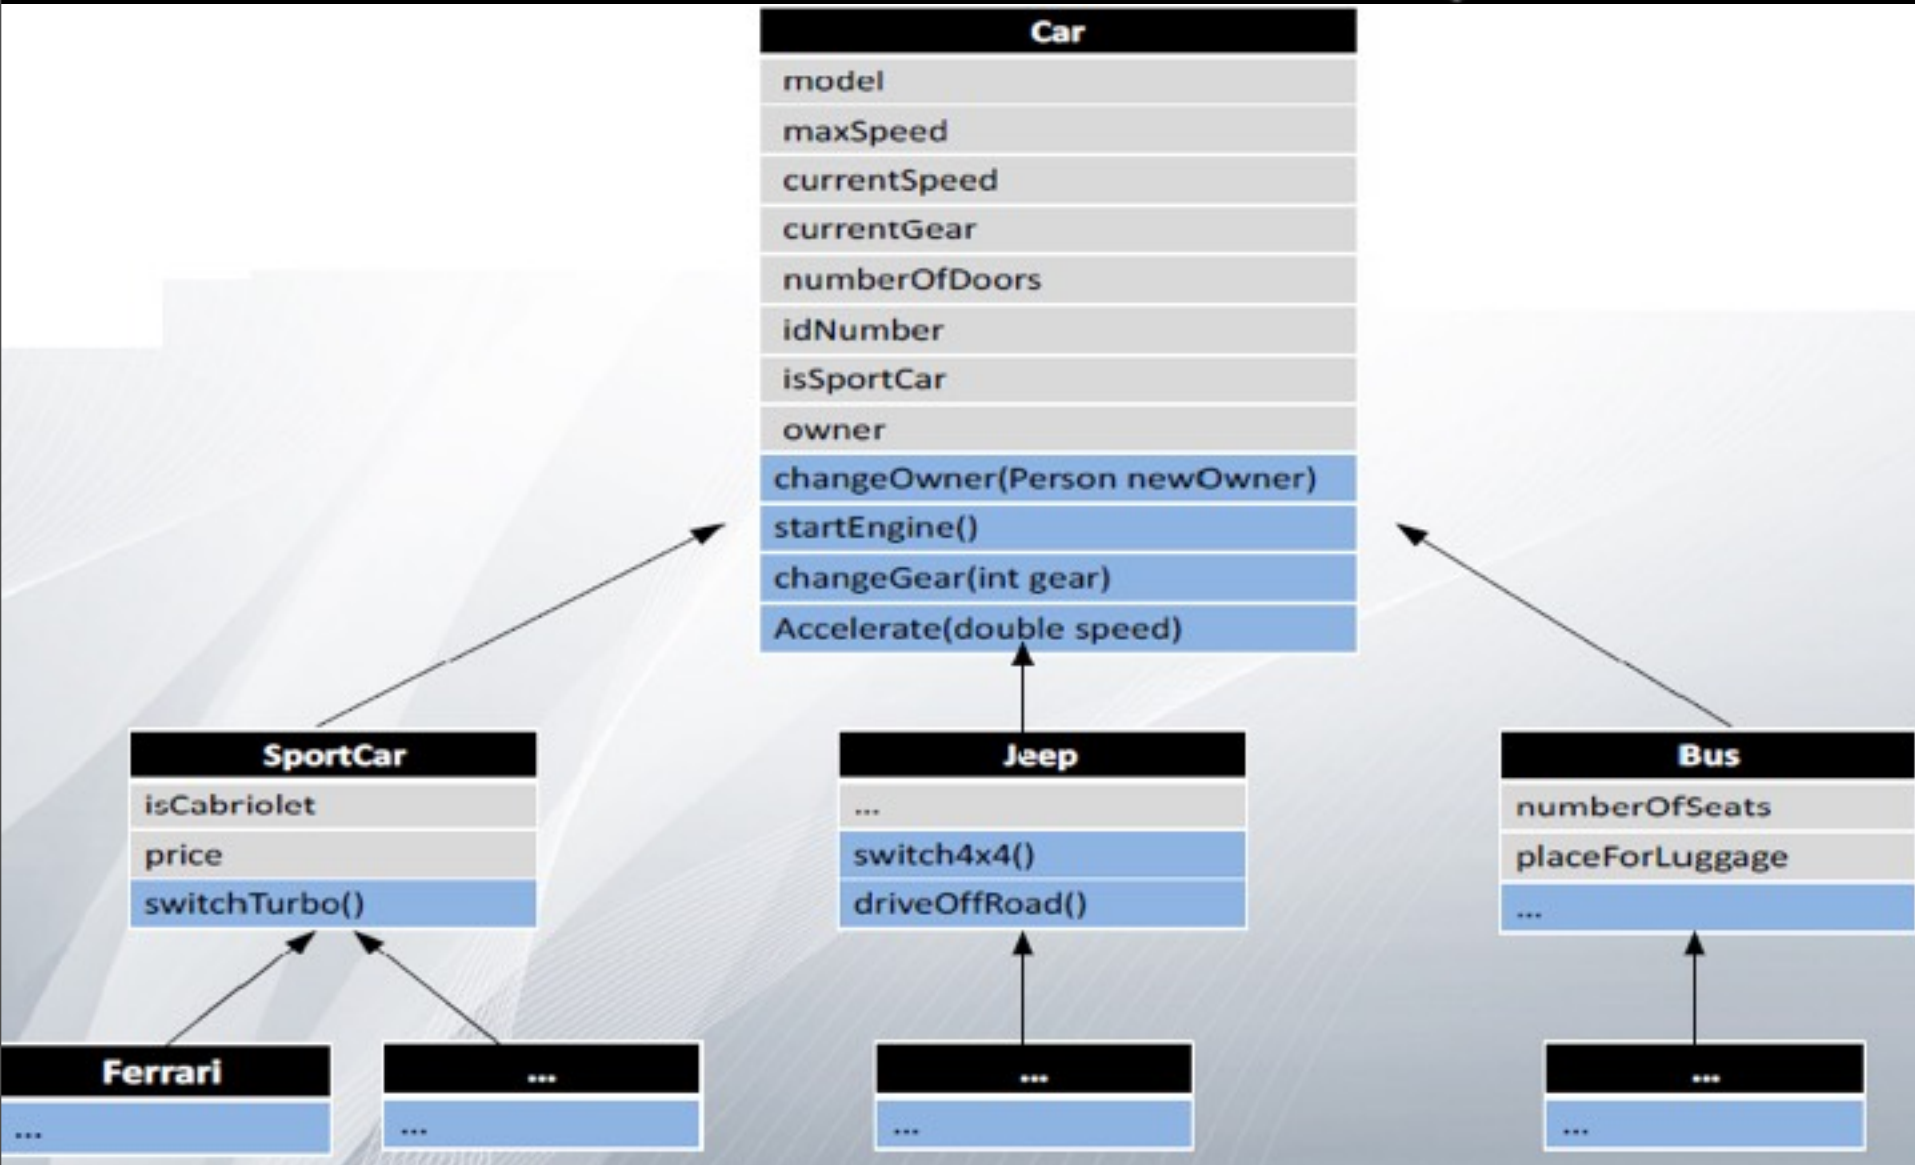 Car
model
maxSpeed
currentSpeed
currentGear
numberOfDoors
idNumber
isSportCar
owner
changeOwner(Person newOwner)
startEngine()
changeGear(int gear)
Accelerate(double speed)
SportCar
isCabriolet
price
switchTurbo()
Jeep
...
switch4x4()
driveOffRoad()
Bus
numberOfSeats
placeForLuggage
...
Ferrari
...
...
...
...
...
...
...